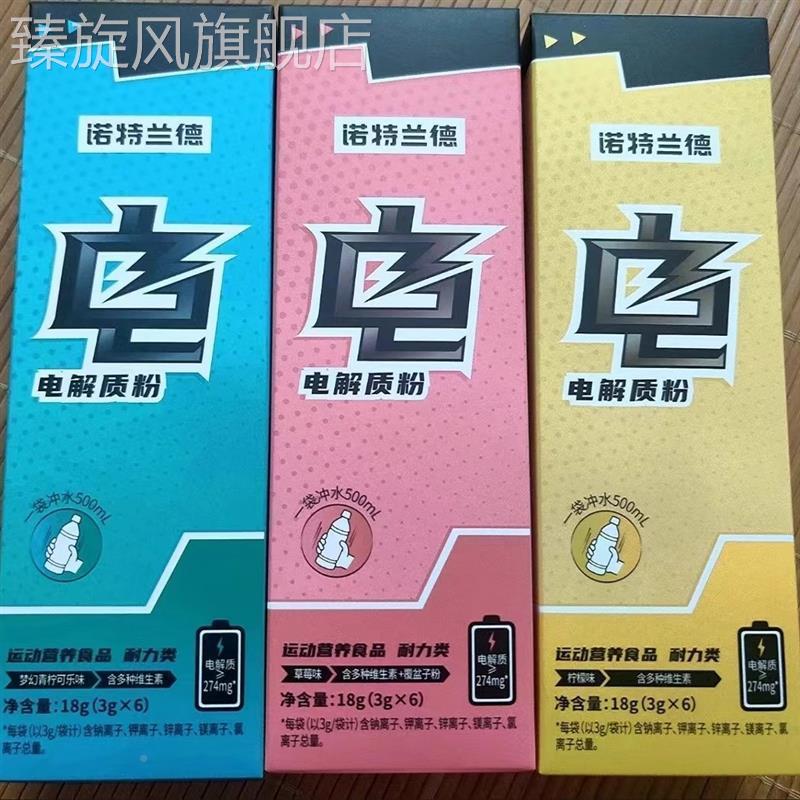 臻旋风旗舰店
诺特兰德
电
电解质粉
一袋冲水500mL
运动营养食品 耐力类
梦幻青柠可乐味 含多种维生素
净含量:18g(3g×6)
*每袋(以3g/袋计)含钠离子、钾离子、锌离子、镁离子、氯
离子总量。
电解质
≥
274mg*
诺特兰德
电
电解质粉
一袋冲水500mL
运动营养食品 耐力类
草莓味 含多种维生素+覆盆子粉
净含量:18g(3g×6)
*每袋(以3g/袋计)含钠离子、钾离子、锌离子、镁离子、氯
离子总量。
电解质
≥
274mg*
诺特兰德
电
电解质粉
一袋冲水500mL
运动营养食品 耐力类
柠檬味 含多种维生素
净含量:18g(3g×6)
*每袋(以3g/袋计)含钠离子、钾离子、锌离子、镁离子、氯
离子总量。
电解质
≥
274mg*